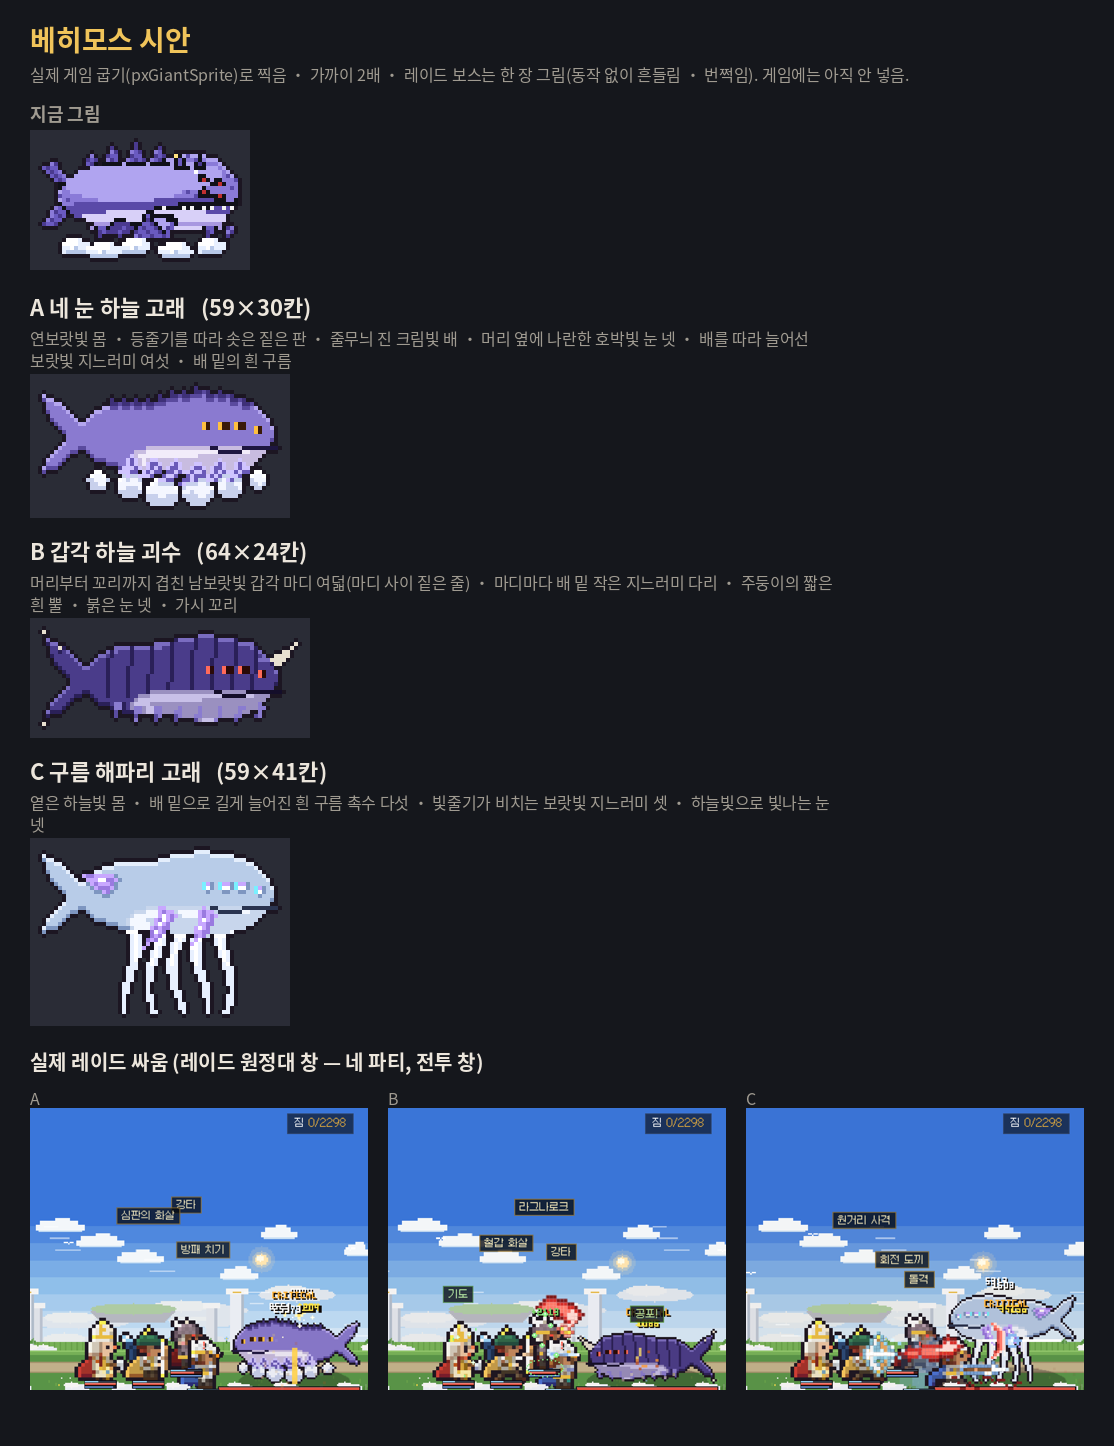 베히모스 시안
실제 게임 굽기(pxGiantSprite)로 찍음 · 가까이 2배 · 레이드 보스는 한 장 그림(동작 없이 흔들림 · 번쩍임). 게임에는 아직 안 넣음.
지금 그림
A 네 눈 하늘 고래 (59×30칸)
연보랏빛 몸 · 등줄기를 따라 솟은 짙은 판 · 줄무늬 진 크림빛 배 · 머리 옆에 나란한 호박빛 눈 넷 · 배를 따라 늘어선
보랏빛 지느러미 여섯 · 배 밑의 흰 구름
B 갑각 하늘 괴수 (64×24칸)
머리부터 꼬리까지 겹친 남보랏빛 갑각 마디 여덟(마디 사이 짙은 줄) · 마디마다 배 밑 작은 지느러미 다리 · 주둥이의 짧은
흰 뿔 · 붉은 눈 넷 · 가시 꼬리
C 구름 해파리 고래 (59×41칸)
옅은 하늘빛 몸 · 배 밑으로 길게 늘어진 흰 구름 촉수 다섯 · 빛줄기가 비치는 보랏빛 지느러미 셋 · 하늘빛으로 빛나는 눈
넷
실제 레이드 싸움 (레이드 원정대 창 — 네 파티, 전투 창)
A
B
C
짐 0/2298
짐 0/2298
짐 0/2298
강타
심판의 화살
방패 치기
라그나로크
월갑 화살
강타
기도
공포!
원거리 사격
회전 도끼
돌격